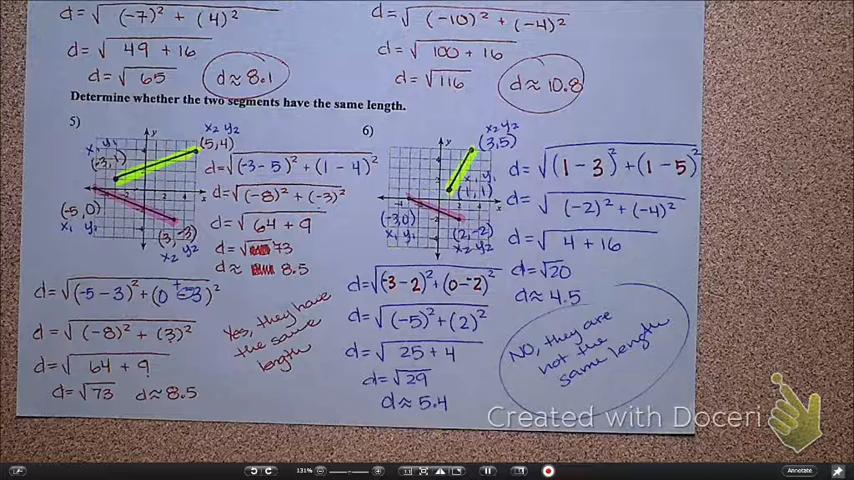 d = √(-7)² + (4)²
d = √49 + 16
d = √65
d ≈ 8.1
d = √(-10)² + (-4)²
d = √100 + 16
d = √116
d ≈ 10.8
Determine whether the two segments have the same length.
5)
x₁ y₁
(-3, 1)
x₂ y₂
(5, 4)
(-5, 0)
x₁ y₁
(3, -3)
x₂ y₂
d = √(-3 - 5)² + (1 - 4)²
d = √(-8)² + (-3)²
d = √64 + 9
d = √73
d ≈ 8.5
d = √(-5 - 3)² + (0 + -3)²
d = √(-8)² + (3)²
d = √64 + 9
d = √73 d ≈ 8.5
Yes, they have
the same
length
6)
x₂ y₂
(3, 5)
x₁ y₁
(1, 1)
(-3, 0)
x₁ y₁
(2, -2)
x₂ y₂
d = √(1 - 3)² + (1 - 5)²
d = √(-2)² + (-4)²
d = √4 + 16
d = √20
d ≈ 4.5
d = √(-3 - 2)² + (0 - -2)²
d = √(-5)² + (2)²
d = √25 + 4
d = √29
d ≈ 5.4
NO, they are
not the
same length
Created with Doceri
131%
Annotate